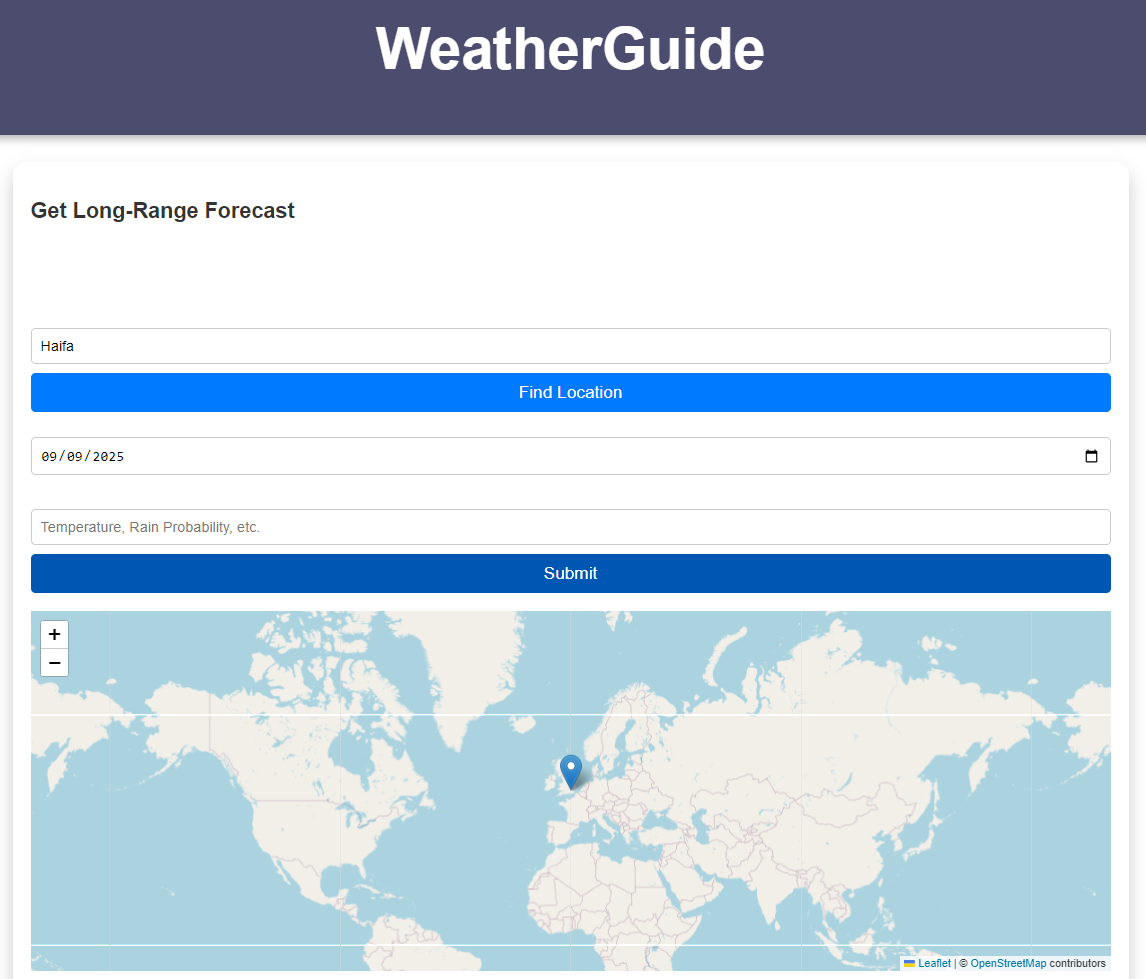 WeatherGuide
Get Long-Range Forecast
Haifa
Find Location
09/09/2025
Temperature, Rain Probability, etc.
Submit
+
−
Leaflet | © OpenStreetMap contributors